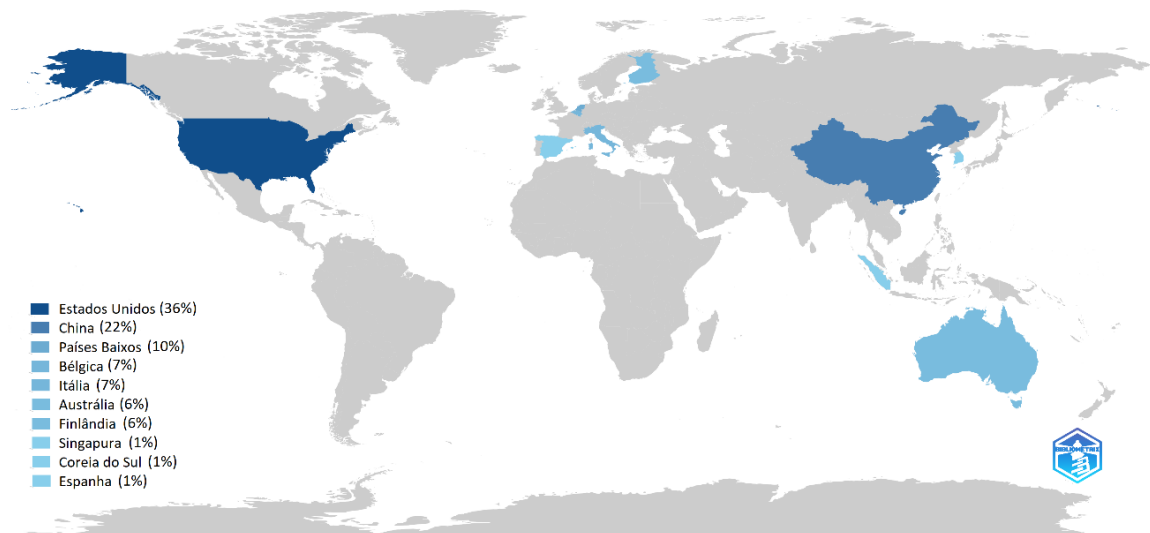 Estados Unidos (36%)
China (22%)
Países Baixos (10%)
Bélgica (7%)
Itália (7%)
Austrália (6%)
Finlândia (6%)
Singapura (1%)
Coreia do Sul (1%)
Espanha (1%)
BIBLIOMETRIX